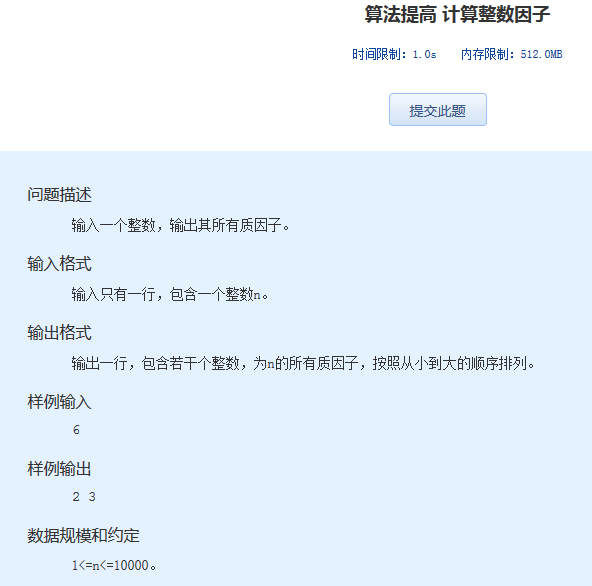 算法提高 计算整数因子
时间限制：1.0s 内存限制：512.0MB
提交此题
问题描述
输入一个整数，输出其所有质因子。
输入格式
输入只有一行，包含一个整数n。
输出格式
输出一行，包含若干个整数，为n的所有质因子，按照从小到大的顺序排列。
样例输入
6
样例输出
2 3
数据规模和约定
1<=n<=10000。